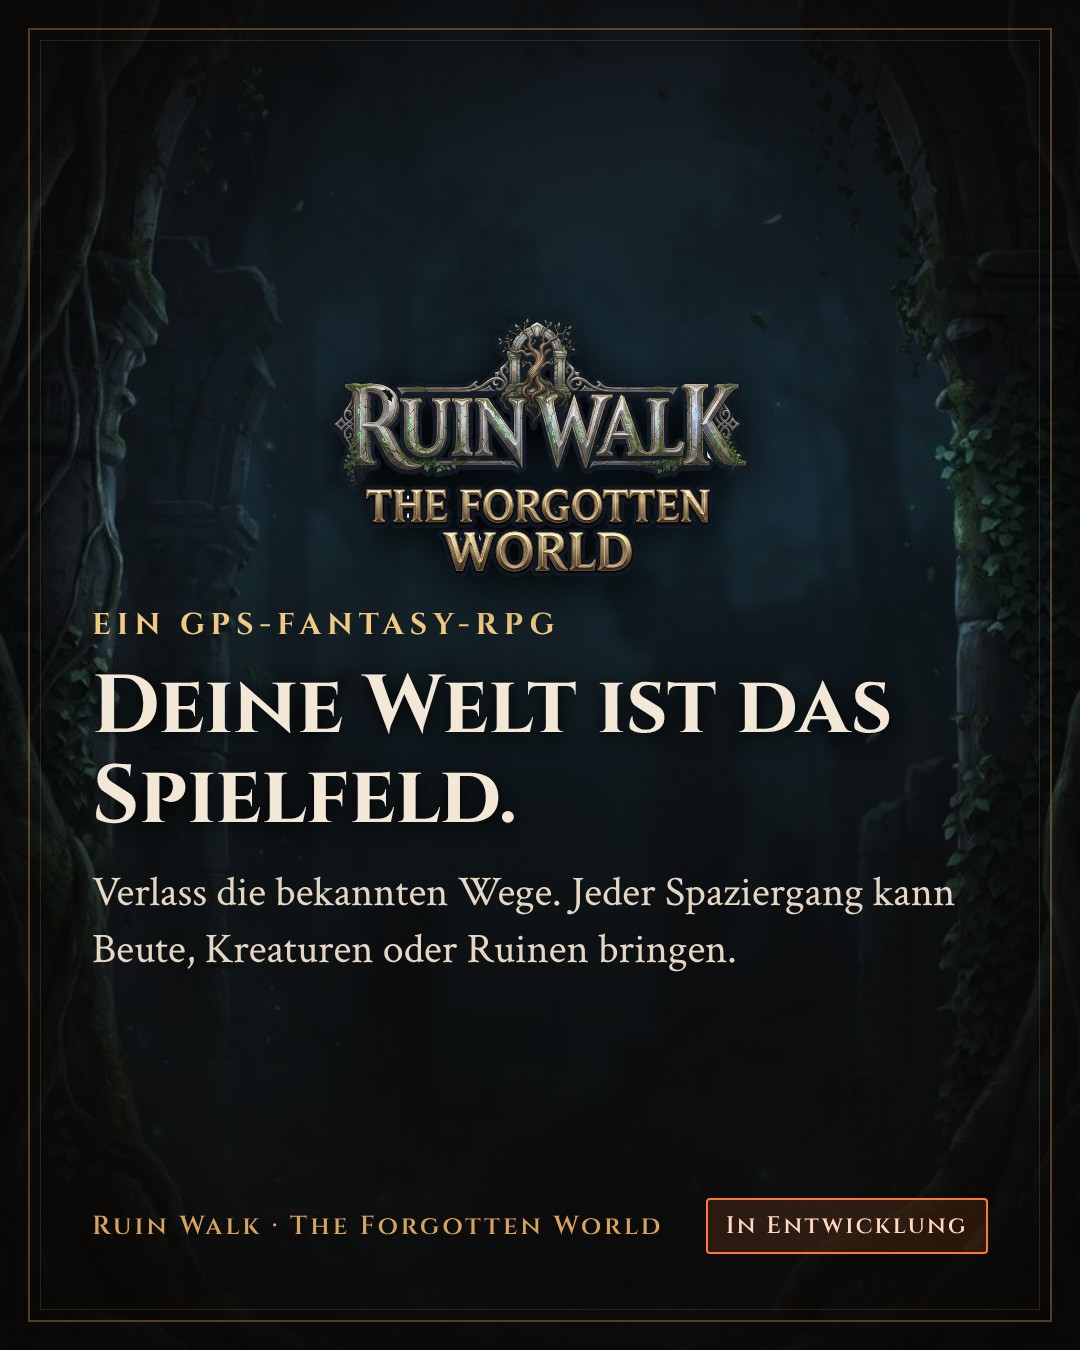 Ruin Walk
The Forgotten
World
Ein GPS-Fantasy-RPG
Deine Welt ist das
Spielfeld.
Verlass die bekannten Wege. Jeder Spaziergang kann
Beute, Kreaturen oder Ruinen bringen.
Ruin Walk · The Forgotten World
In Entwicklung